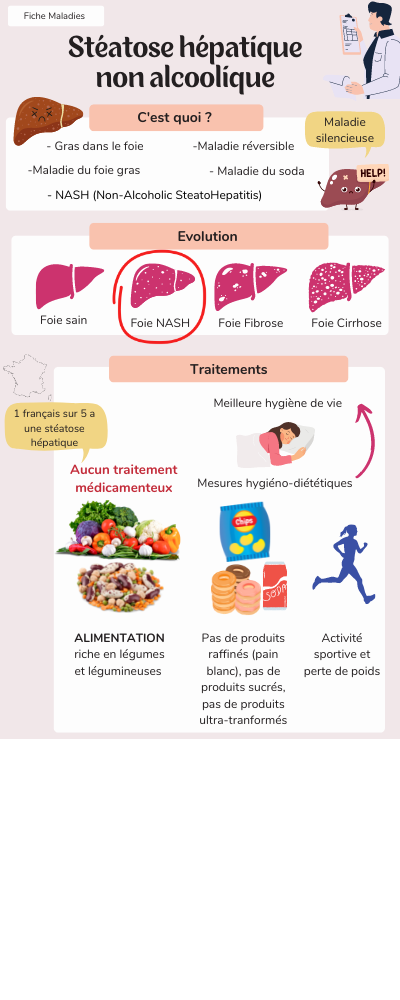 Fiche Maladies
Stéatose hépatique
non alcoolique
C'est quoi ?
Maladie
silencieuse
- Gras dans le foie
-Maladie réversible
-Maladie du foie gras
- Maladie du soda
HELP!
- NASH (Non-Alcoholic SteatoHepatitis)
Evolution
Foie sain
Foie NASH
Foie Fibrose
Foie Cirrhose
Traitements
1 français sur 5 a
une stéatose
hépatique
Meilleure hygiène de vie
Aucun traitement
médicamenteux
Mesures hygiéno-diététiques
Chips
SODA
ALIMENTATION
riche en légumes
et légumineuses
Pas de produits
raffinés (pain
blanc), pas de
produits sucrés,
pas de produits
ultra-tranformés
Activité
sportive et
perte de poids